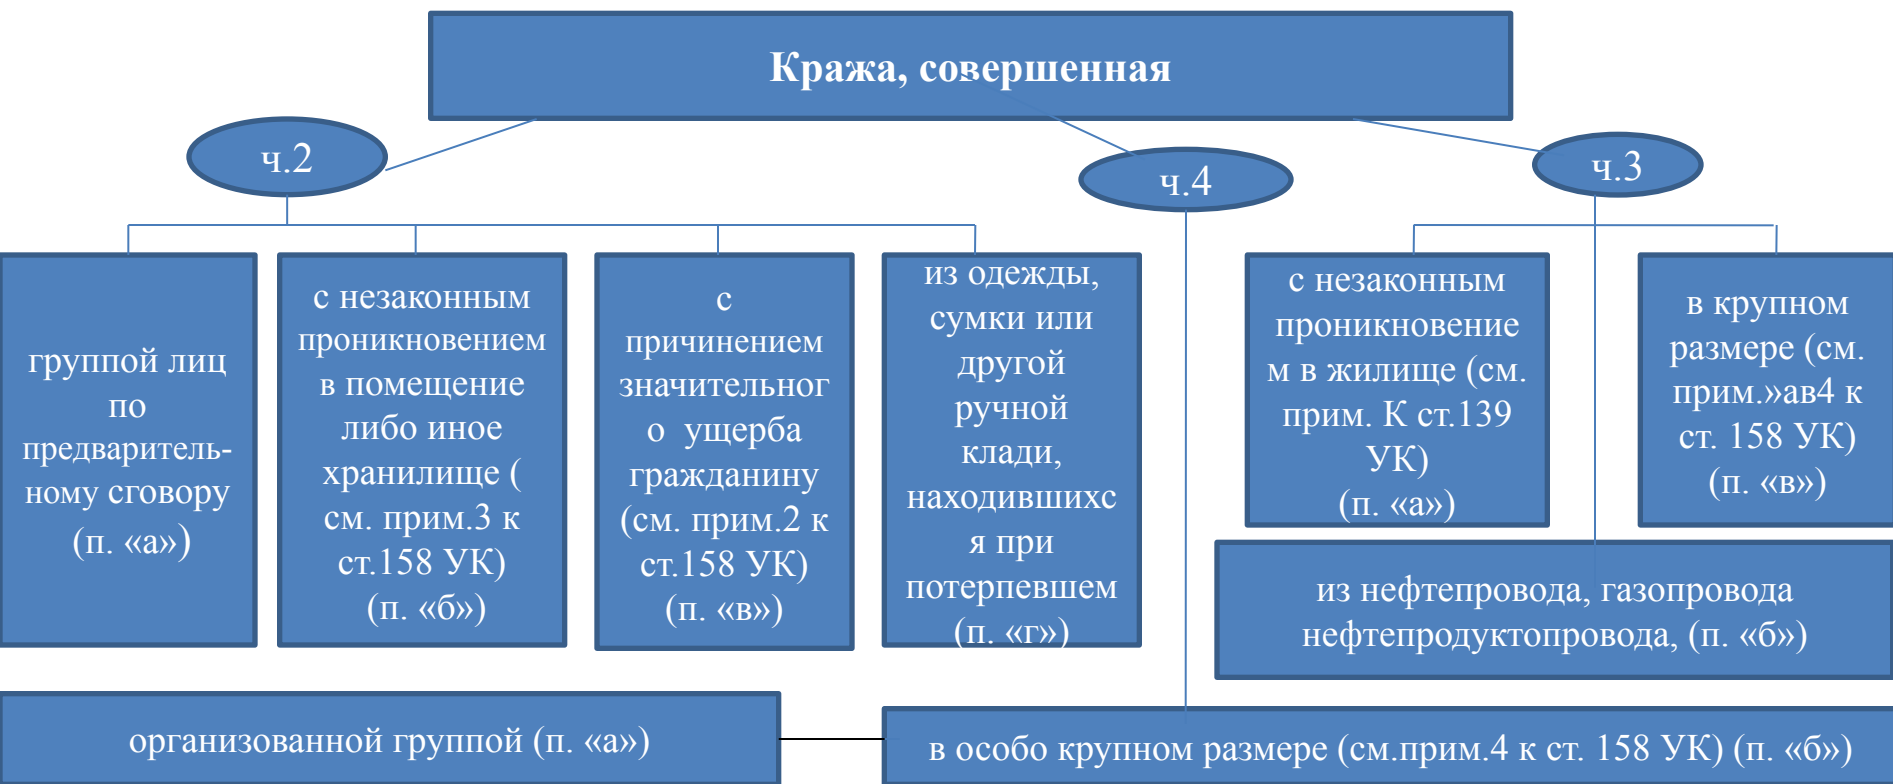 Кража, совершенная
ч.2
ч.4
ч.3
группой лиц
по
предваритель-
ному сговору
(п. «а»)
с незаконным
проникновением
в помещение
либо иное
хранилище (
см. прим.3 к
ст.158 УК)
(п. «б»)
с
причинением
значительног
о ущерба
гражданину
(см. прим.2 к
ст.158 УК)
(п. «в»)
из одежды,
сумки или
другой
ручной
клади,
находившихс
я при
потерпевшем
(п. «г»)
с незаконным
проникновение
м в жилище (см.
прим. К ст.139
УК)
(п. «а»)
в крупном
размере (см.
прим.»ав4 к
ст. 158 УК)
(п. «в»)
из нефтепровода, газопровода
нефтепродуктопровода, (п. «б»)
организованной группой (п. «а»)
в особо крупном размере (см.прим.4 к ст. 158 УК) (п. «б»)